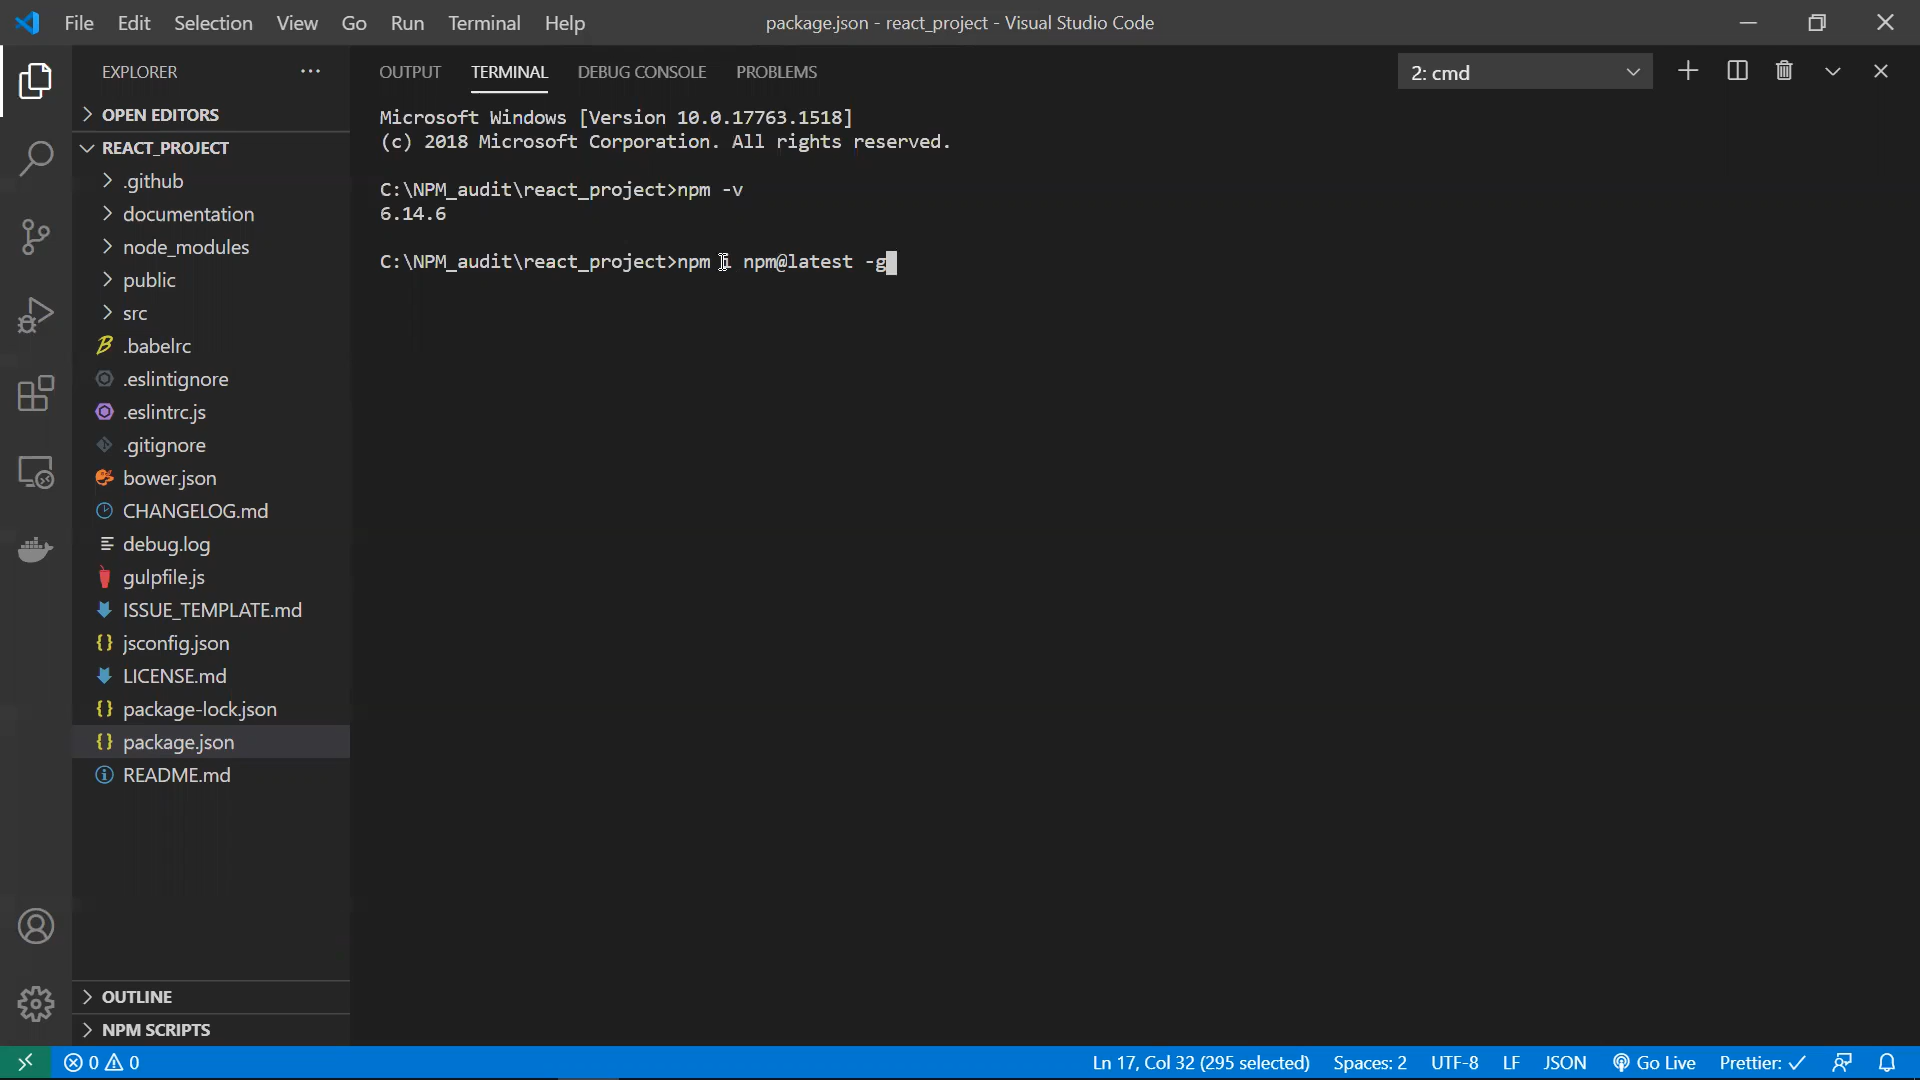 File Edit Selection View Go Run Terminal Help
package.json - react_project - Visual Studio Code
EXPLORER
OPEN EDITORS
REACT_PROJECT
.github
documentation
node_modules
public
src
.babelrc
.eslintignore
.eslintrc.js
.gitignore
bower.json
CHANGELOG.md
debug.log
gulpfile.js
ISSUE_TEMPLATE.md
jsconfig.json
LICENSE.md
package-lock.json
package.json
README.md
OUTLINE
NPM SCRIPTS
OUTPUT TERMINAL DEBUG CONSOLE PROBLEMS
2: cmd
Microsoft Windows [Version 10.0.17763.1518]
(c) 2018 Microsoft Corporation. All rights reserved.
C:\NPM_audit\react_project>npm -v
6.14.6
C:\NPM_audit\react_project>npm i npm@latest -g
0 0
Ln 17, Col 32 (295 selected) Spaces: 2 UTF-8 LF JSON Go Live Prettier: